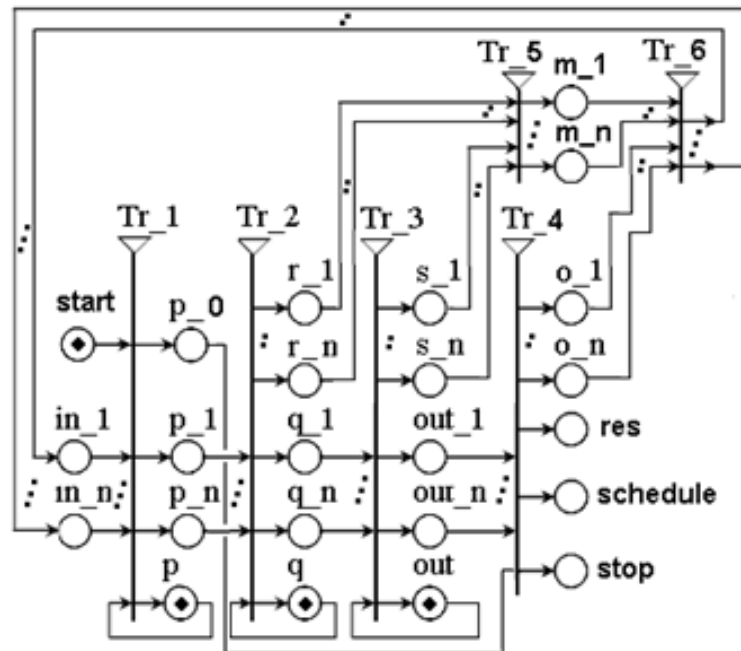 Tr_5 m_1 Tr_6
m_n
Tr_1 Tr_2 Tr_3 Tr_4
r_1 s_1 o_1
start p_0
r_n s_n o_n
in_1 p_1 q_1 out_1 res
in_n p_n q_n out_n schedule
p q out stop